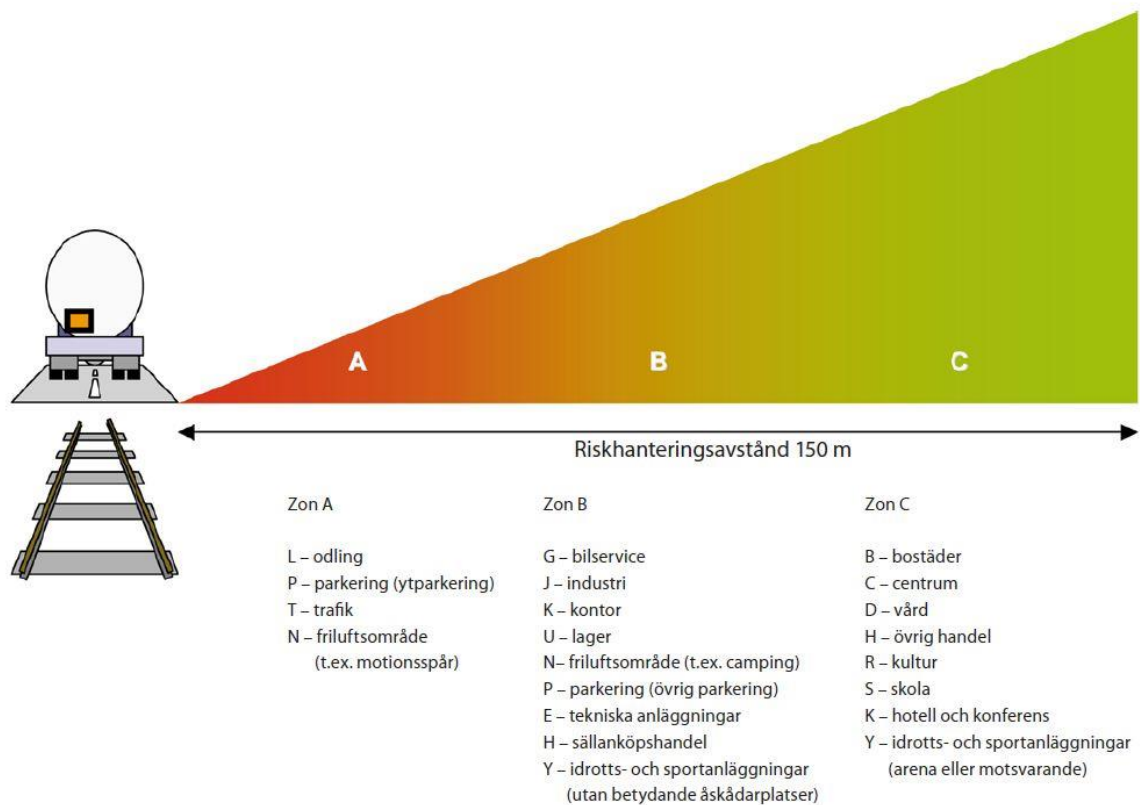 A
B
C
Riskhanteringsavstånd 150 m
Zon A
L – odling
P – parkering (ytparkering)
T – trafik
N – friluftsområde
(t.ex. motionsspår)
Zon B
G – bilservice
J – industri
K – kontor
U – lager
N– friluftsområde (t.ex. camping)
P – parkering (övrig parkering)
E – tekniska anläggningar
H – sällanköpshandel
Y – idrotts- och sportanläggningar
(utan betydande åskådarplatser)
Zon C
B – bostäder
C – centrum
D – vård
H – övrig handel
R – kultur
S – skola
K – hotell och konferens
Y – idrotts- och sportanläggningar
(arena eller motsvarande)